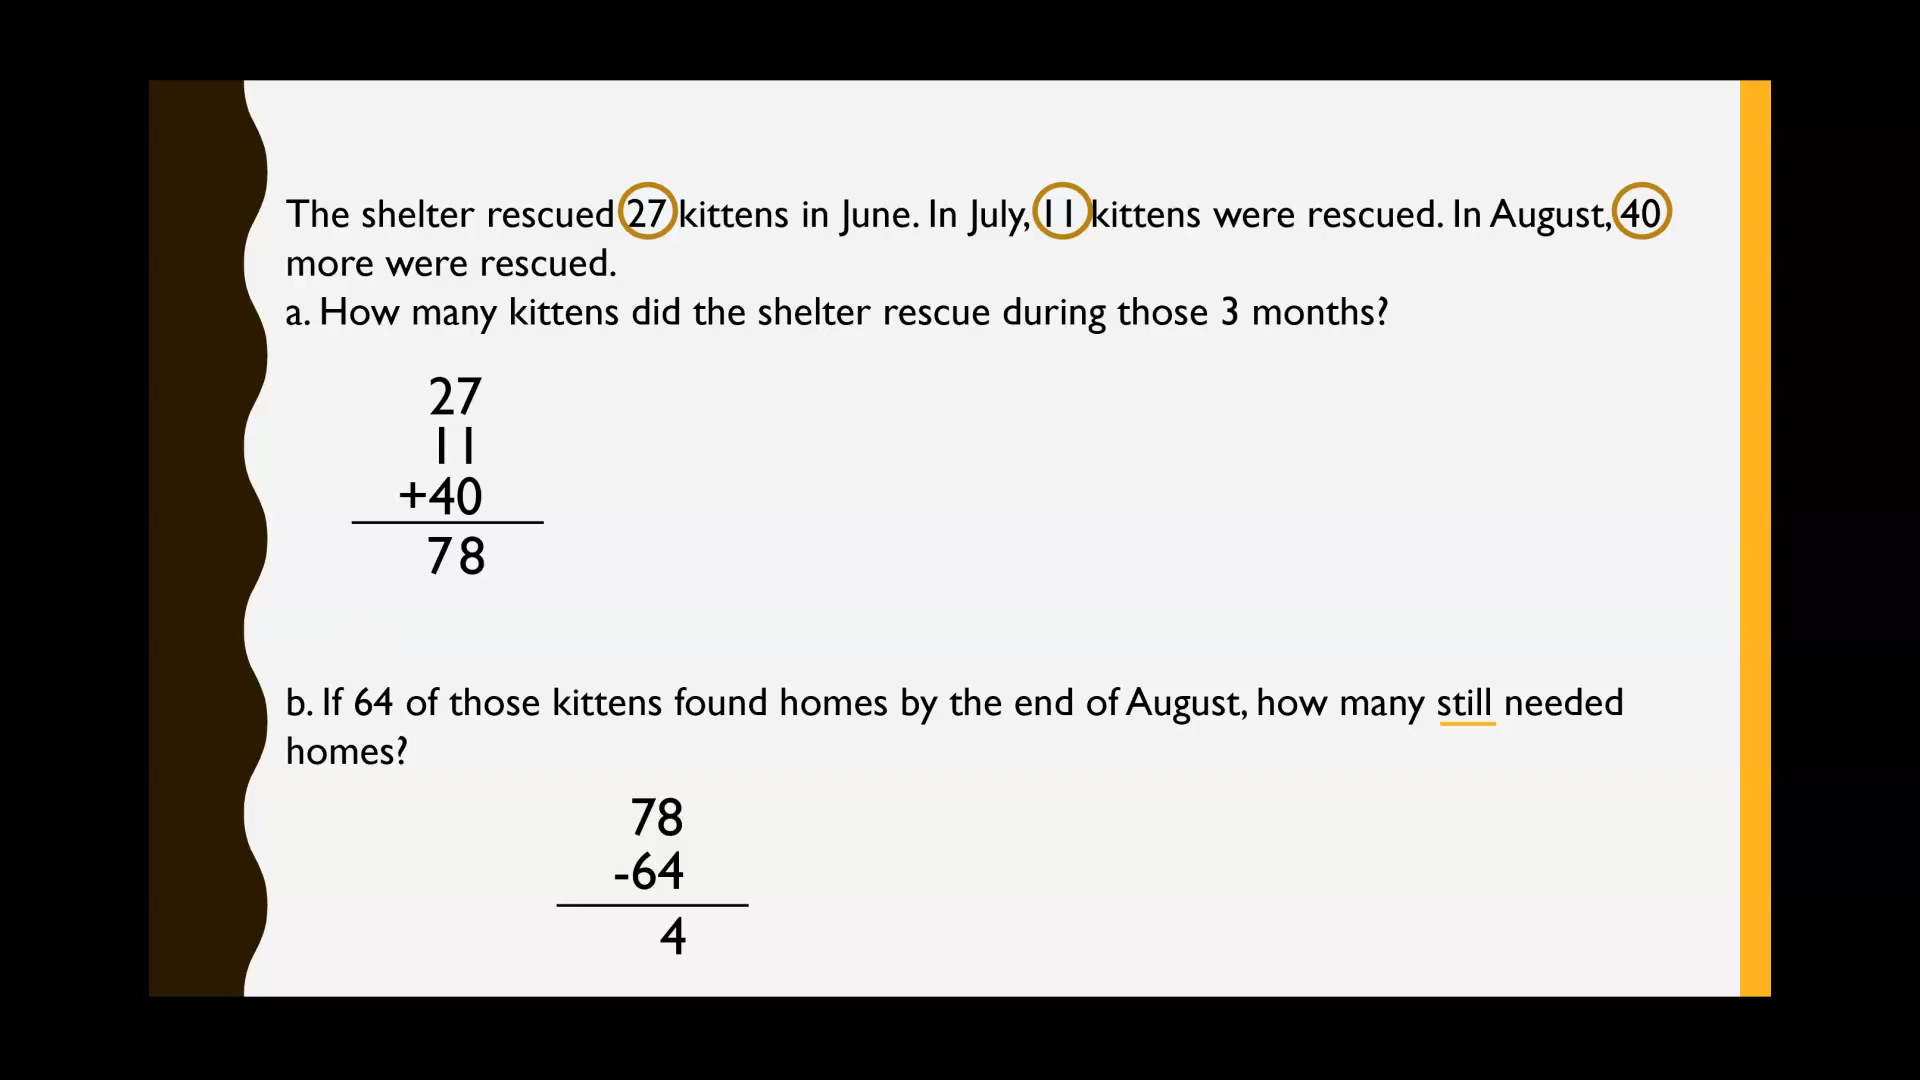 The shelter rescued 27 kittens in June. In July, 11 kittens were rescued. In August, 40
more were rescued.
a. How many kittens did the shelter rescue during those 3 months?
27
11
+40
78
b. If 64 of those kittens found homes by the end of August, how many still needed
homes?
78
-64
4